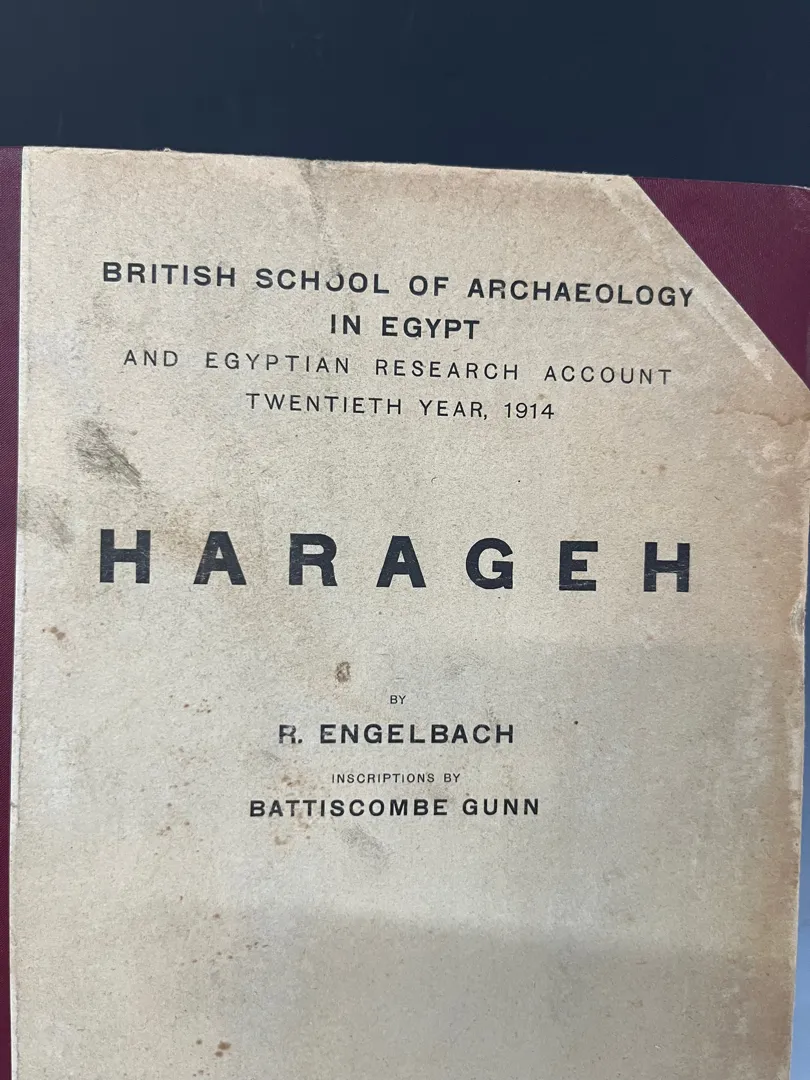 BRITISH SCHOOL OF ARCHAEOLOGY
IN EGYPT
AND EGYPTIAN RESEARCH ACCOUNT
TWENTIETH YEAR, 1914
HARAGEH
BY
R. ENGELBACH
INSCRIPTIONS BY
BATTISCOMBE GUNN